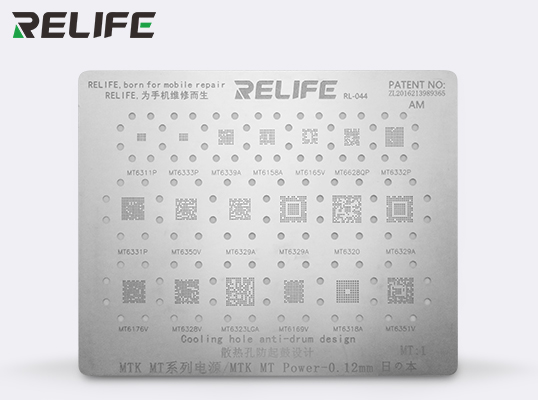 RELIFE
RELIFE, born for mobile repair
RELIFE, 为手机维修而生
RELIFE RL-044
PATENT NO:
ZL2016213989365
AM
MT6311P MT6333P MT6339A MT6158A MT6165V MT6628QP MT6332P
MT6331P MT6350V MT6329A MT6329A MT6320 MT6329A
MT6176V MT6328V MT6323LGA MT6169V MT6318A MT6351V
Cooling hole anti-drum design
散热孔防起鼓设计
MT:1
MTK MT系列电源/MTK MT Power-0.12mm 日の本